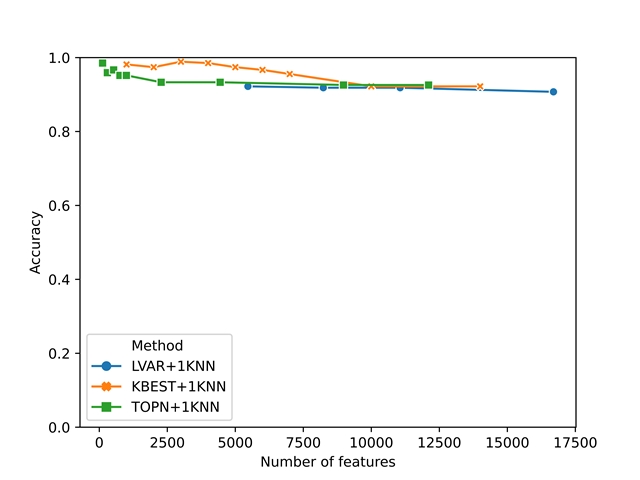 1.0
0.8
0.6
0.4
0.2
0.0
Accuracy
Method
LVAR+1KNN
KBEST+1KNN
TOPN+1KNN
0 2500 5000 7500 10000 12500 15000 17500
Number of features